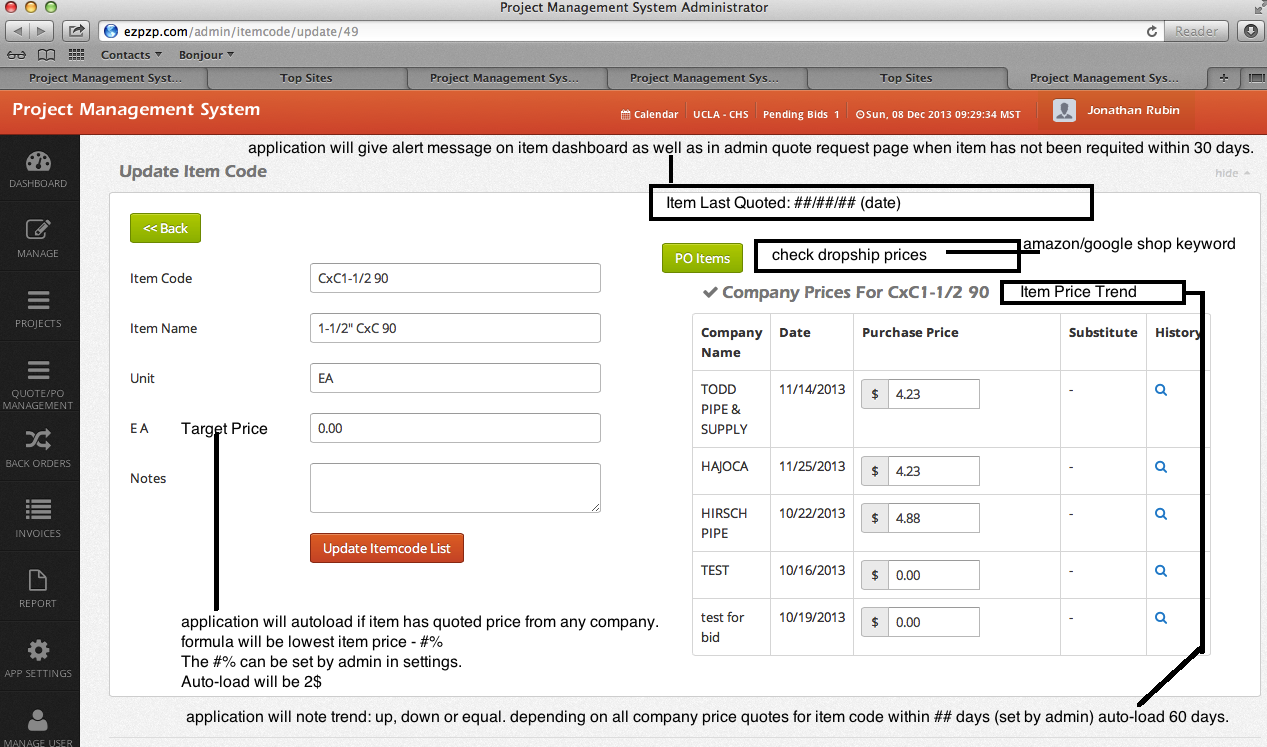 Project Management System Administrator
ezpzp.com/admin/itemcode/update/49
Reader
Contacts
Bonjour
Project Management Syst...
Top Sites
Project Management Sys...
Project Management Sys...
Top Sites
Project Management Sys...
Project Management System
Calendar
UCLA - CHS
Pending Bids 1
Sun, 08 Dec 2013 09:29:34 MST
Jonathan Rubin
application will give alert message on item dashboard as well as in admin quote request page when item has not been requited within 30 days.
DASHBOARD
MANAGE
PROJECTS
QUOTE/PO
MANAGEMENT
BACK ORDERS
INVOICES
REPORT
APP SETTINGS
MANAGE USER
Update Item Code
hide
Item Last Quoted: ##/##/## (date)
<< Back
PO Items
check dropship prices
amazon/google shop keyword
Item Code
CxC1-1/2 90
Item Name
1-1/2" CxC 90
Unit
EA
E A
Target Price
0.00
Notes
Update Itemcode List
Company Prices For CxC1-1/2 90
Item Price Trend
Company Name
Date
Purchase Price
Substitute
History
TODD
PIPE &
SUPPLY
11/14/2013
$ 4.23
-
HAJOCA
11/25/2013
$ 4.23
-
HIRSCH
PIPE
10/22/2013
$ 4.88
-
TEST
10/16/2013
$ 0.00
-
test for
bid
10/19/2013
$ 0.00
-
application will autoload if item has quoted price from any company.
formula will be lowest item price - #%
The #% can be set by admin in settings.
Auto-load will be 2$
application will note trend: up, down or equal. depending on all company price quotes for item code within ## days (set by admin) auto-load 60 days.